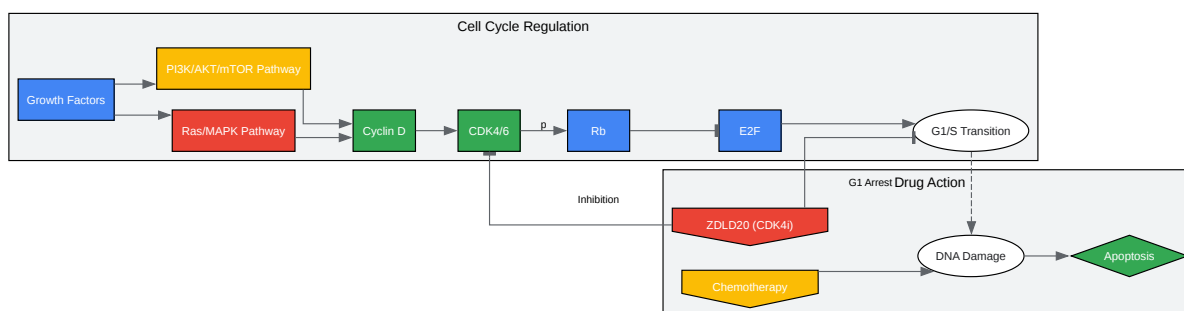 Cell Cycle Regulation
PI3K/AKT/mTOR Pathway
Growth Factors
Ras/MAPK Pathway
Cyclin D
CDK4/6
p
Rb
E2F
G1/S Transition
G1 Arrest
Drug Action
Inhibition
ZDLD20 (CDK4i)
DNA Damage
Apoptosis
Chemotherapy